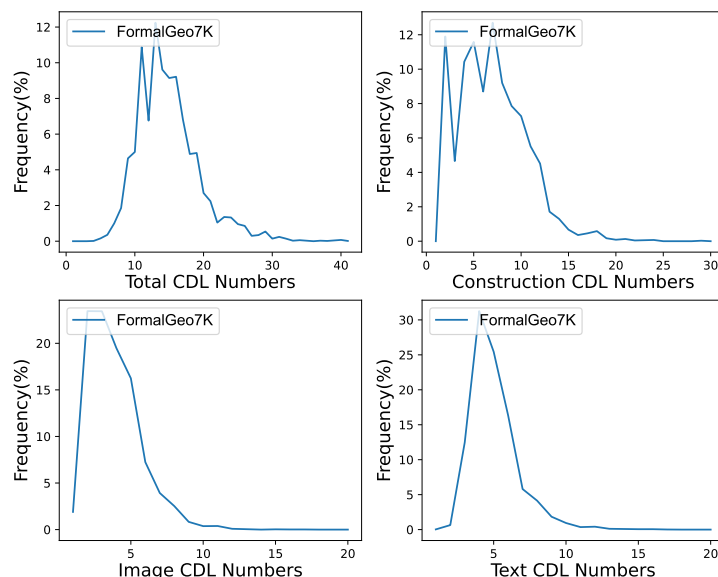 FormalGeo7K
Frequency(%)
12
10
8
6
4
2
0
0 10 20 30 40
Total CDL Numbers
FormalGeo7K
Frequency(%)
12
10
8
6
4
2
0
0 5 10 15 20 25 30
Construction CDL Numbers
FormalGeo7K
Frequency(%)
20
15
10
5
0
5 10 15 20
Image CDL Numbers
FormalGeo7K
Frequency(%)
30
25
20
15
10
5
0
5 10 15 20
Text CDL Numbers